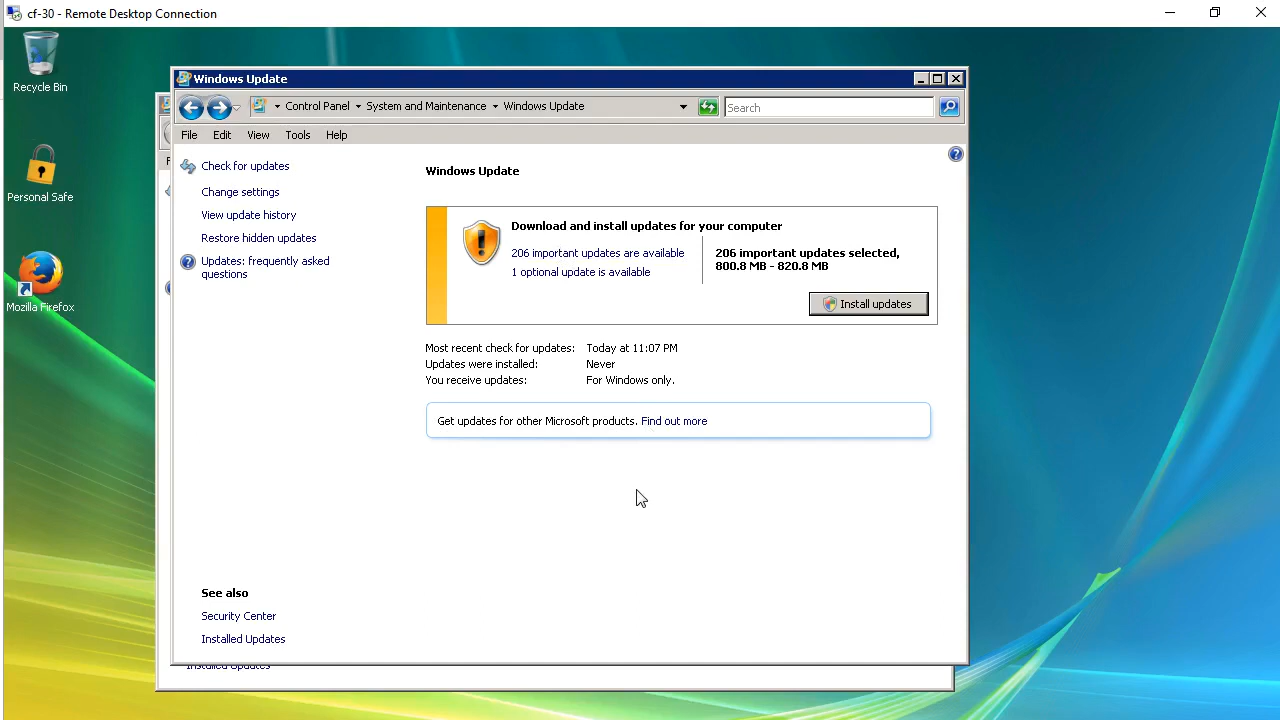 cf-30 - Remote Desktop Connection
Recycle Bin
Personal Safe
Mozilla Firefox
Windows Update
Control Panel
System and Maintenance
Windows Update
Search
File
Edit
View
Tools
Help
Check for updates
Change settings
View update history
Restore hidden updates
Updates: frequently asked
questions
Windows Update
Download and install updates for your computer
206 important updates are available
1 optional update is available
206 important updates selected,
800.8 MB - 820.8 MB
Install updates
Most recent check for updates: Today at 11:07 PM
Updates were installed: Never
You receive updates: For Windows only.
Get updates for other Microsoft products. Find out more
See also
Security Center
Installed Updates
Installed Updates